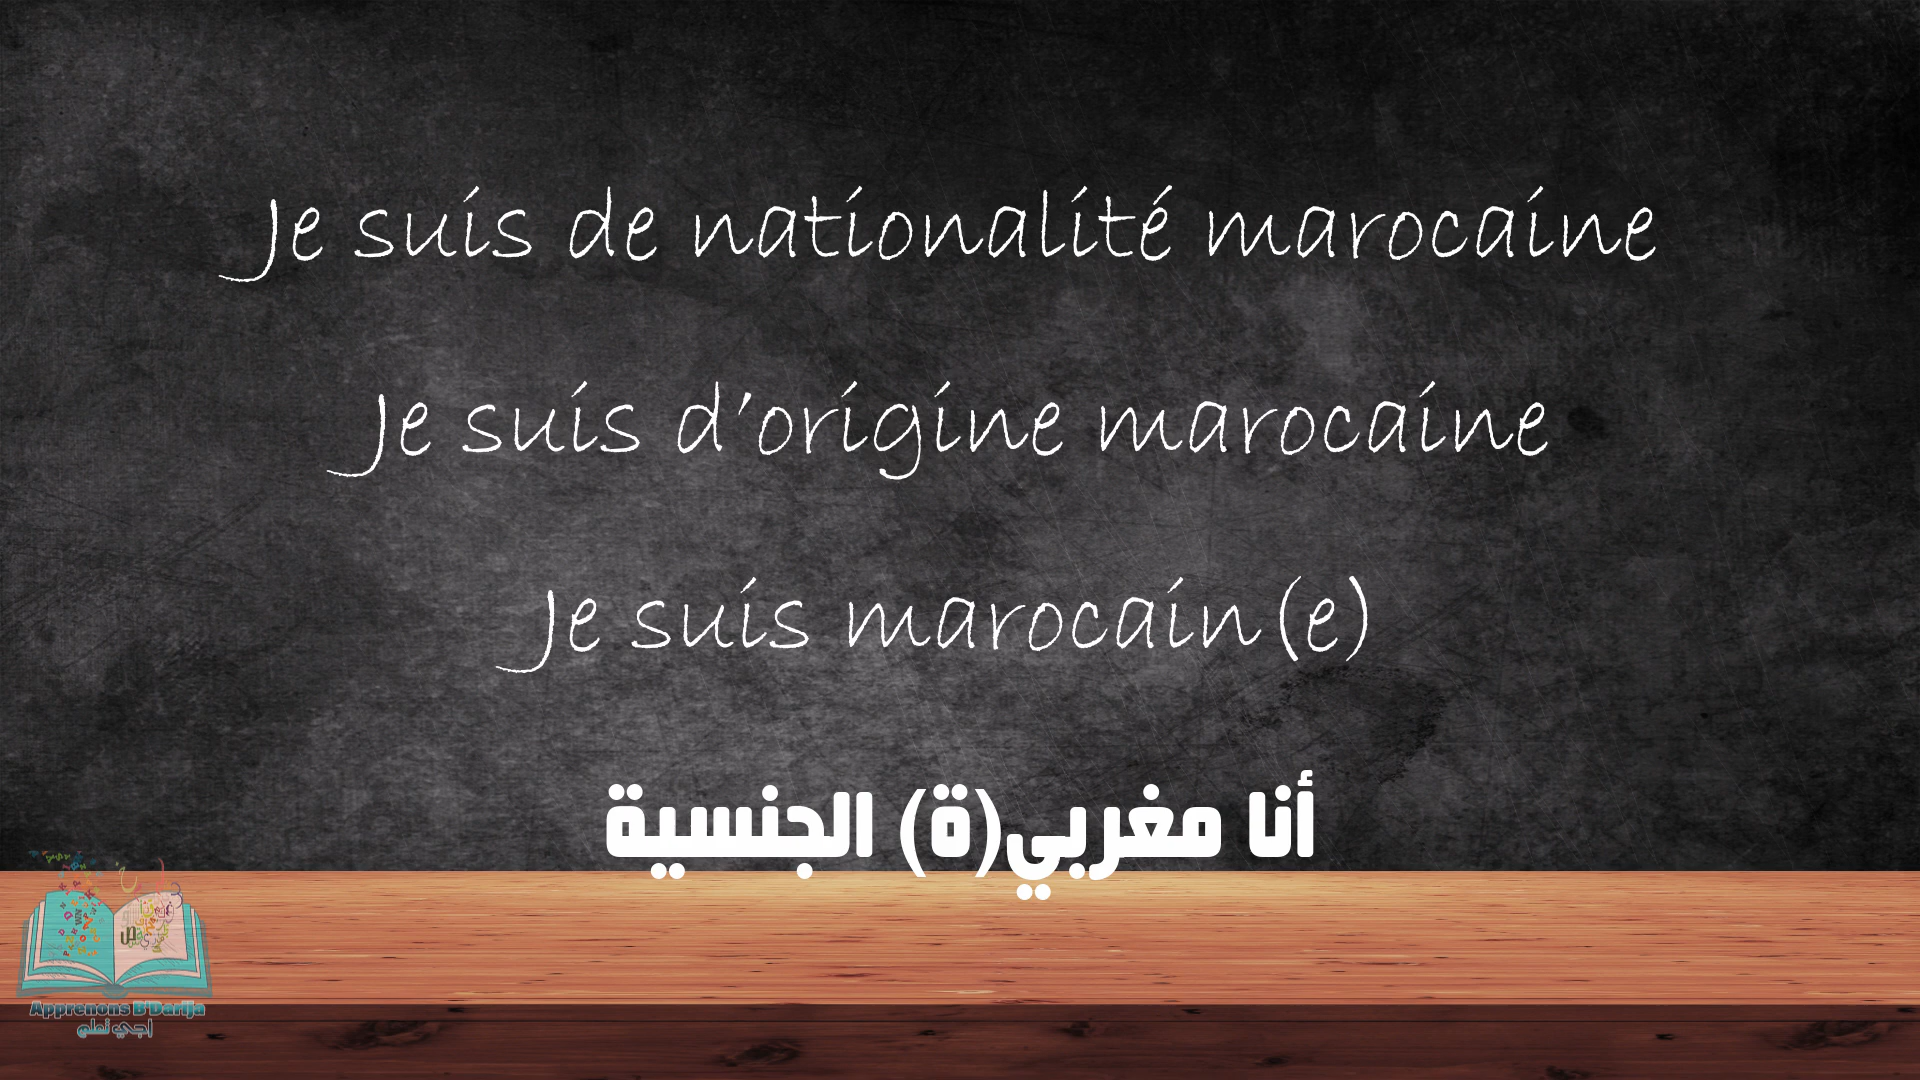 Je suis de nationalité marocaine
Je suis d’origine marocaine
Je suis marocain(e)
أنا مغربي(ة) الجنسية
Apprenons B'Darija